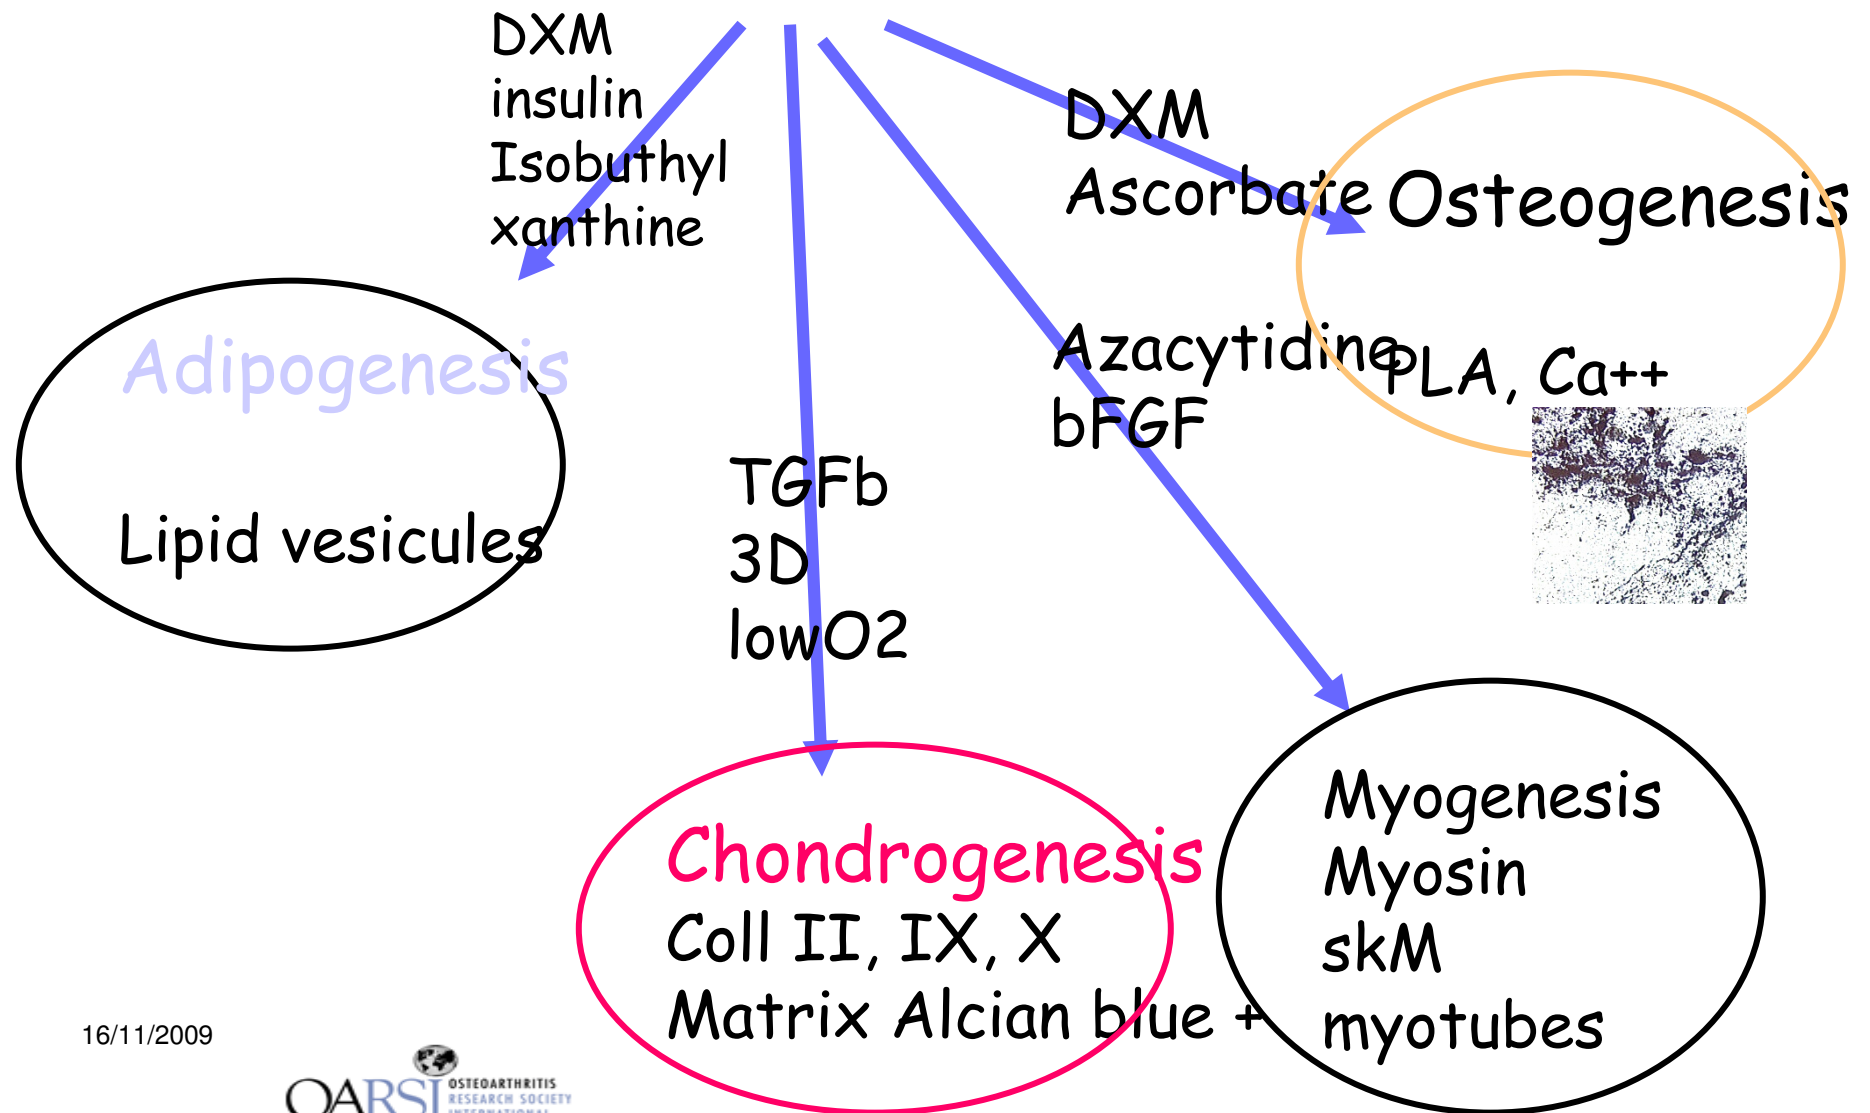 DXM
insulin
Isobuthyl
xanthine
DXM
Ascorbate
Osteogenesis
PLA, Ca++
Azacytidine
bFGF
Adipogenesis
Lipid vesicules
TGFb
3D
lowO2
Chondrogenesis
Coll II, IX, X
Matrix Alcian blue +
Myogenesis
Myosin
skM
myotubes
16/11/2009
OARSI
OSTEOARTHRITIS
RESEARCH SOCIETY
INTERNATIONAL